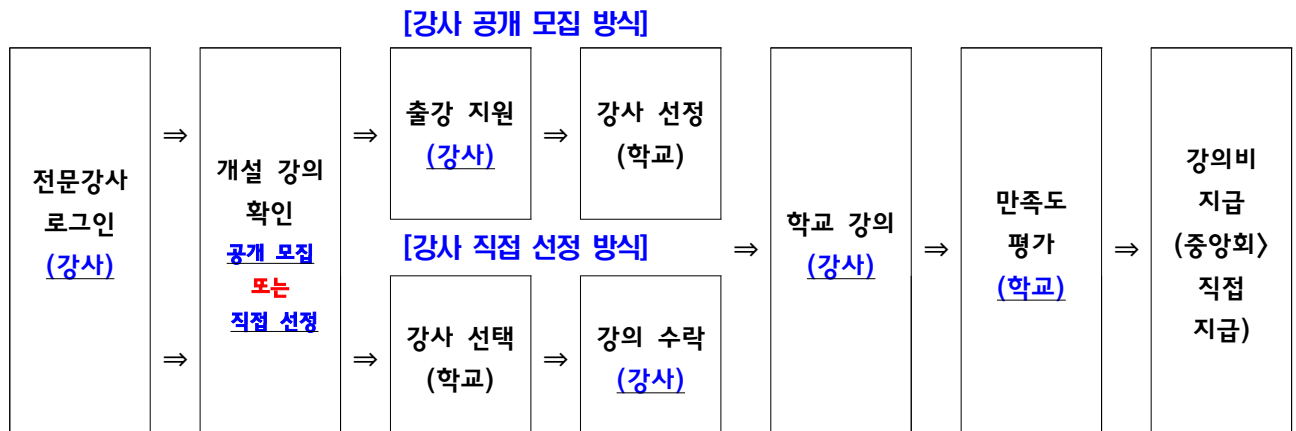 [강사 공개 모집 방식]
전문강사
로그인
(강사)
⇒
⇒
개설 강의
확인
공개 모집
또는
직접 선정
⇒
출강 지원
(강사)
⇒
강사 선정
(학교)
[강사 직접 선정 방식]
⇒
강사 선택
(학교)
⇒
강의 수락
(강사)
⇒
학교 강의
(강사)
⇒
만족도
평가
(학교)
⇒
강의비
지급
(중앙회〉
직접
지급)